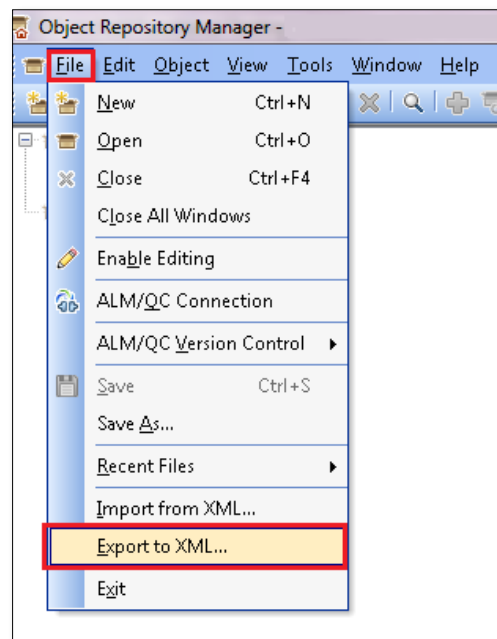 Object Repository Manager -
File Edit Object View Tools Window Help
New Ctrl+N
Open Ctrl+O
Close Ctrl+F4
Close All Windows
Enable Editing
ALM/QC Connection
ALM/QC Version Control
Save Ctrl+S
Save As...
Recent Files
Import from XML...
Export to XML...
Exit